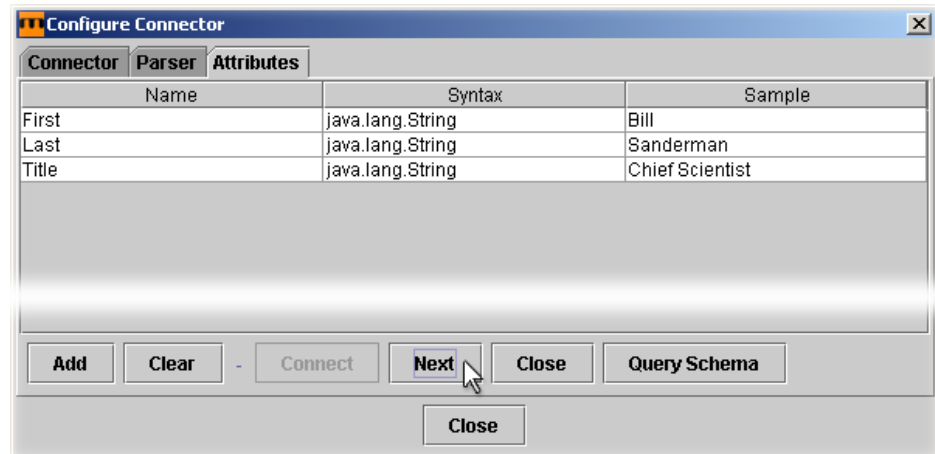 Configure Connector
Connector Parser Attributes
Name Syntax Sample
First java.lang.String Bill
Last java.lang.String Sanderman
Title java.lang.String Chief Scientist
Add Clear - Connect Next Close Query Schema
Close